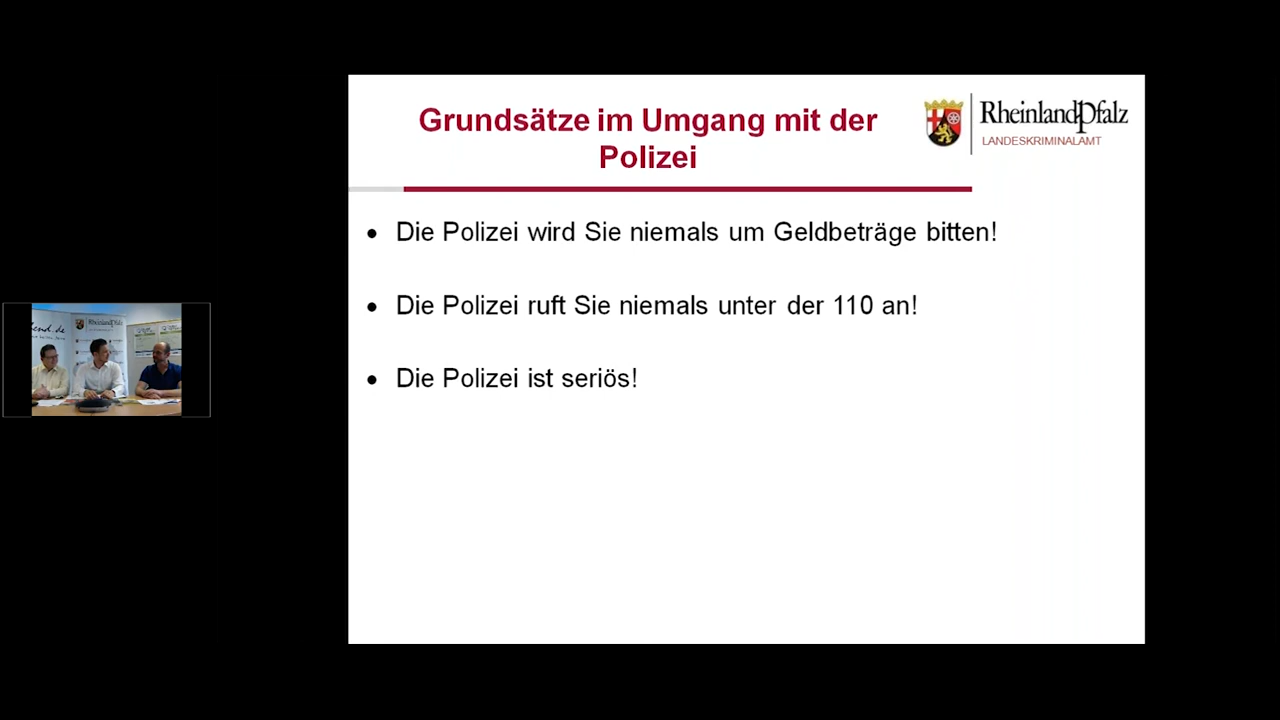 Grundsätze im Umgang mit der
Polizei
RheinlandPfalz
LANDESKRIMINALAMT
• Die Polizei wird Sie niemals um Geldbeträge bitten!
• Die Polizei ruft Sie niemals unter der 110 an!
• Die Polizei ist seriös!
RheinlandPfalz